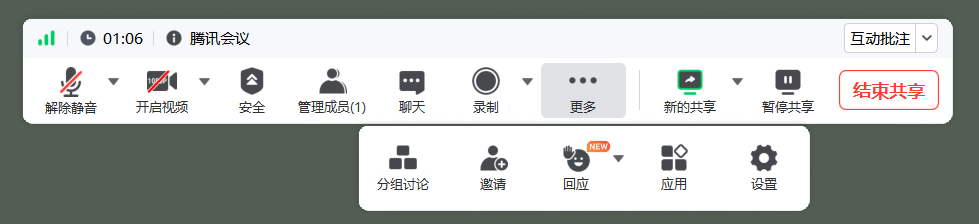 01:06 腾讯会议 互动批注
解除静音 开启视频 安全 管理成员(1) 聊天 录制 更多 新的共享 暂停共享 结束共享
NEW
分组讨论 邀请 回应 应用 设置